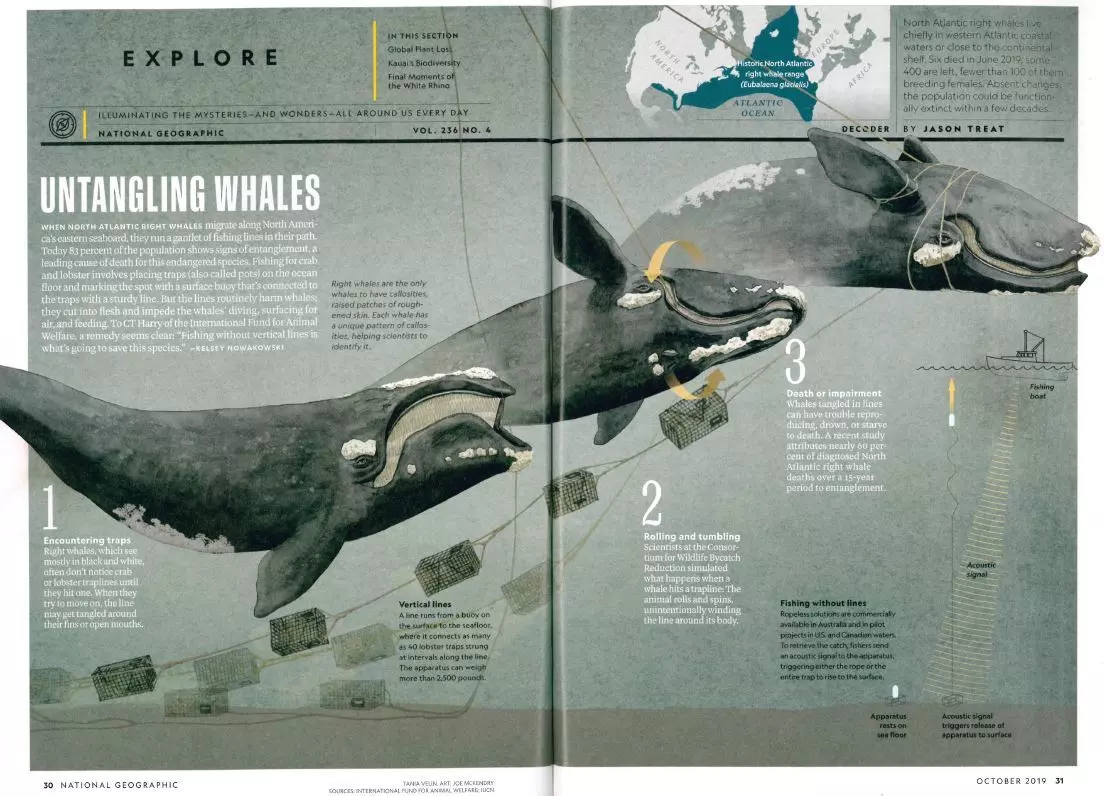 EXPLORE
IN THIS SECTION
Global Plant Loss
Kauai's Biodiversity
Final Moments of
the White Rhino
ILLUMINATING THE MYSTERIES—AND WONDERS—ALL AROUND US EVERY DAY
NATIONAL GEOGRAPHIC
VOL. 236 NO. 4
NORTH
AMERICA
EUROPE
AFRICA
Historic North Atlantic
right whale range
(Eubalaena glacialis)
ATLANTIC
OCEAN
North Atlantic right whales live
chiefly in western Atlantic coastal
waters or close to the continental
shelf. Six died in June 2019; some
400 are left, fewer than 100 of them
breeding females. Absent changes,
the population could be function-
ally extinct within a few decades.
DECODER BY JASON TREAT
UNTANGLING WHALES
WHEN NORTH ATLANTIC RIGHT WHALES migrate along North Ameri-
ca's eastern seaboard, they run a gantlet of fishing lines in their path.
Today 83 percent of the population shows signs of entanglement, a
leading cause of death for this endangered species. Fishing for crab
and lobster involves placing traps (also called pots) on the ocean
floor and marking the spot with a surface buoy that's connected to
the traps with a sturdy line. But the lines routinely harm whales;
they cut into flesh and impede the whales' diving, surfacing for
air, and feeding. To CT Harry of the International Fund for Animal
Welfare, a remedy seems clear: "Fishing without vertical lines is
what's going to save this species." —KELSEY NOWAKOWSKI
Right whales are the only
whales to have callosities,
raised patches of rough-
ened skin. Each whale has
a unique pattern of callos-
ities, helping scientists to
identify it.
1
Encountering traps
Right whales, which see
mostly in black and white,
often don't notice crab
or lobster traplines until
they hit one. When they
try to move on, the line
may get tangled around
their fins or open mouths.
Vertical lines
A line runs from a buoy on
the surface to the seafloor,
where it connects as many
as 40 lobster traps strung
at intervals along the line.
The apparatus can weigh
more than 2,500 pounds.
2
Rolling and tumbling
Scientists at the Consor-
tium for Wildlife Bycatch
Reduction simulated
what happens when a
whale hits a trapline: The
animal rolls and spins,
unintentionally winding
the line around its body.
3
Death or impairment
Whales tangled in lines
can have trouble repro-
ducing, drown, or starve
to death. A recent study
attributes nearly 60 per-
cent of diagnosed North
Atlantic right whale
deaths over a 15-year
period to entanglement.
Fishing
boat
Acoustic
signal
Fishing without lines
Ropeless solutions are commercially
available in Australia and in pilot
projects in U.S. and Canadian waters.
To retrieve the catch, fishers send
an acoustic signal to the apparatus,
triggering either the rope or the
entire trap to rise to the surface.
Apparatus
rests on
sea floor
Acoustic signal
triggers release of
apparatus to surface
30 NATIONAL GEOGRAPHIC
ART: JOE MCKENDRY
SOURCES: INTERNATIONAL FUND FOR ANIMAL WELFARE; IUCN
OCTOBER 2019 31